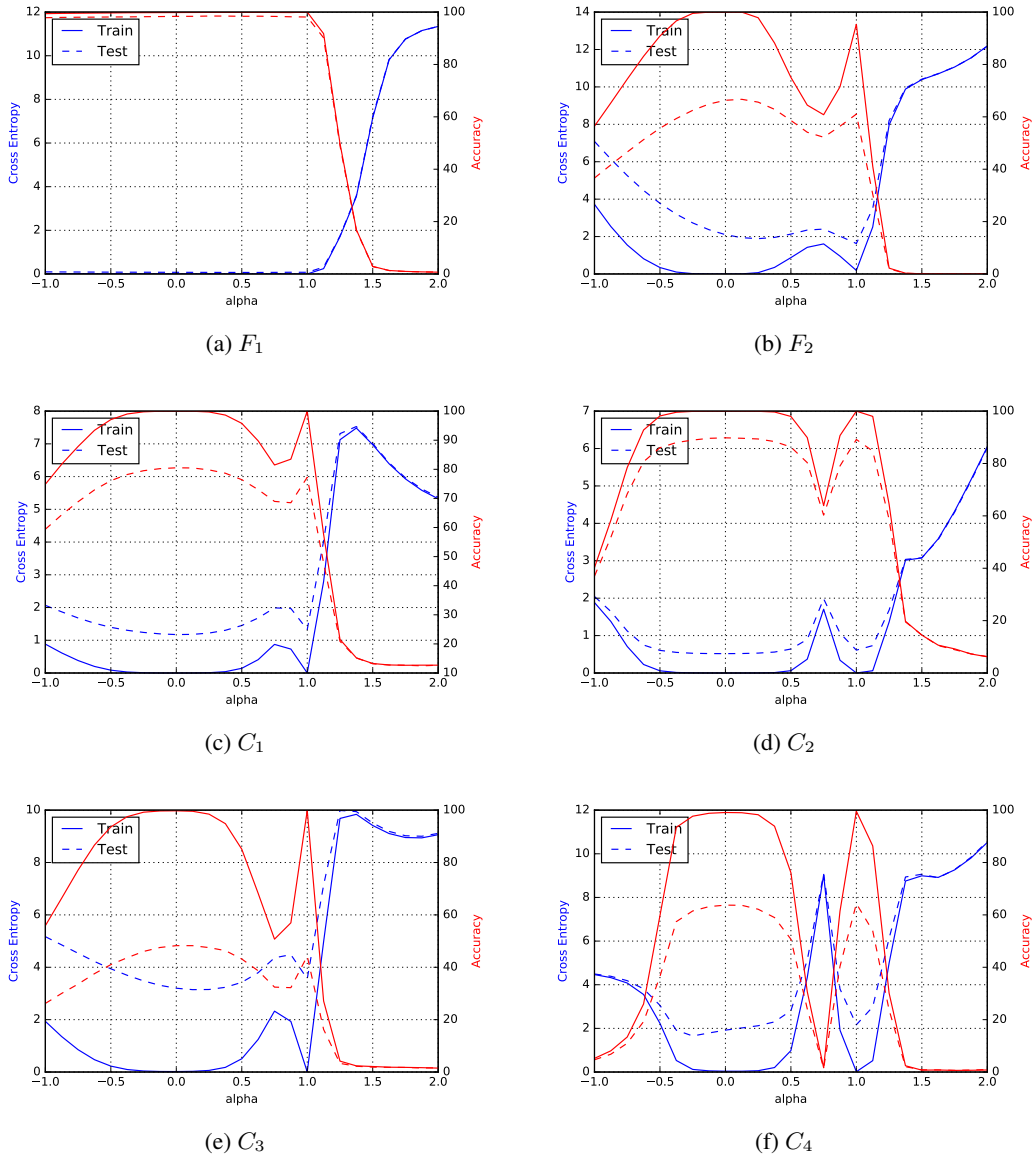 12 100
10 80
8 60
6 40
4 20
2 0
0
Train
Test
Cross Entropy
Accuracy
−1.0 −0.5 0.0 0.5 1.0 1.5 2.0
alpha
(a) F1
14 100
12 80
10 60
8 40
6 20
4 0
2
0
Train
Test
Cross Entropy
Accuracy
−1.0 −0.5 0.0 0.5 1.0 1.5 2.0
alpha
(b) F2
8 100
7 90
6 80
5 70
4 60
3 50
2 40
1 30
0 20
10
Train
Test
Cross Entropy
Accuracy
−1.0 −0.5 0.0 0.5 1.0 1.5 2.0
alpha
(c) C1
7 100
6 80
5 60
4 40
3 20
2 0
1
0
Train
Test
Cross Entropy
Accuracy
−1.0 −0.5 0.0 0.5 1.0 1.5 2.0
alpha
(d) C2
10 100
8 80
6 60
4 40
2 20
0 0
Train
Test
Cross Entropy
Accuracy
−1.0 −0.5 0.0 0.5 1.0 1.5 2.0
alpha
(e) C3
12 100
10 80
8 60
6 40
4 20
2 0
0
Train
Test
Cross Entropy
Accuracy
−1.0 −0.5 0.0 0.5 1.0 1.5 2.0
alpha
(f) C4